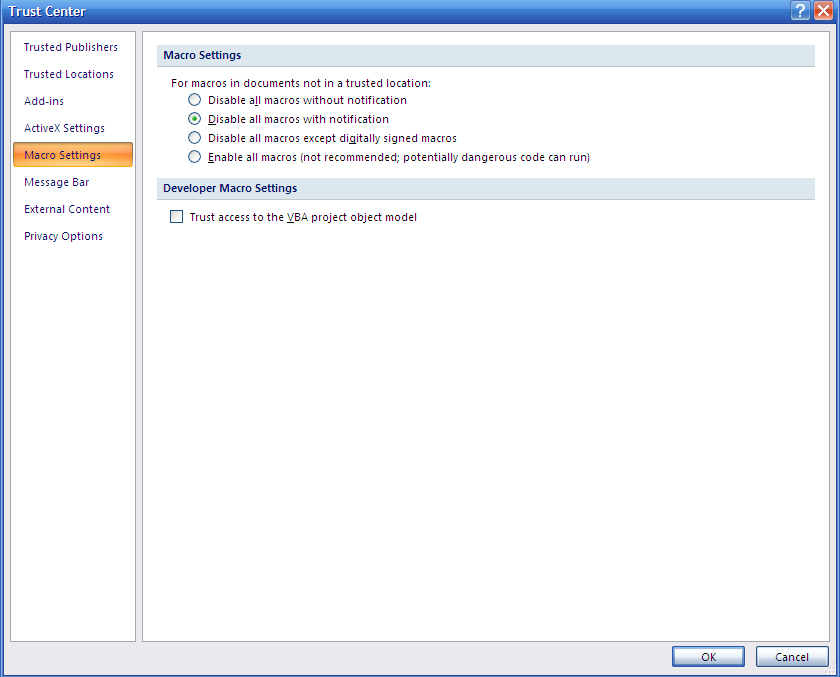 Trust Center
Trusted Publishers
Trusted Locations
Add-ins
ActiveX Settings
Macro Settings
Message Bar
External Content
Privacy Options
Macro Settings
For macros in documents not in a trusted location:
Disable all macros without notification
Disable all macros with notification
Disable all macros except digitally signed macros
Enable all macros (not recommended; potentially dangerous code can run)
Developer Macro Settings
Trust access to the VBA project object model
OK Cancel